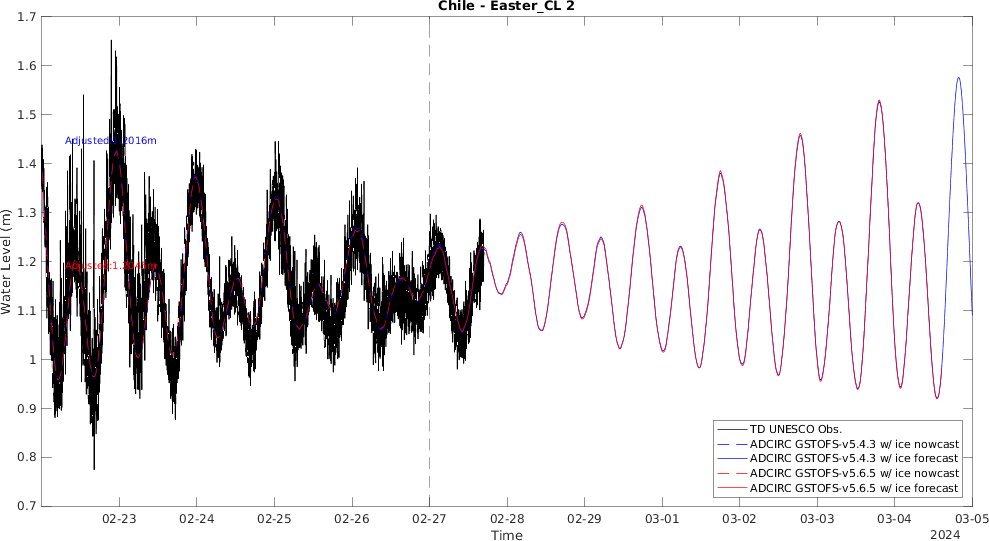 Chile - Easter_CL 2
1.7
1.6
1.5
1.4
1.3
1.2
1.1
1
0.9
0.8
0.7
Water Level (m)
2016m
TD UNESCO Obs.
ADCIRC GSTOFS-v5.4.3 w/ ice nowcast
ADCIRC GSTOFS-v5.4.3 w/ ice forecast
ADCIRC GSTOFS-v5.6.5 w/ ice nowcast
ADCIRC GSTOFS-v5.6.5 w/ ice forecast
02-23 02-24 02-25 02-26 02-27 02-28 02-29 03-01 03-02 03-03 03-04 03-05
Time
2024